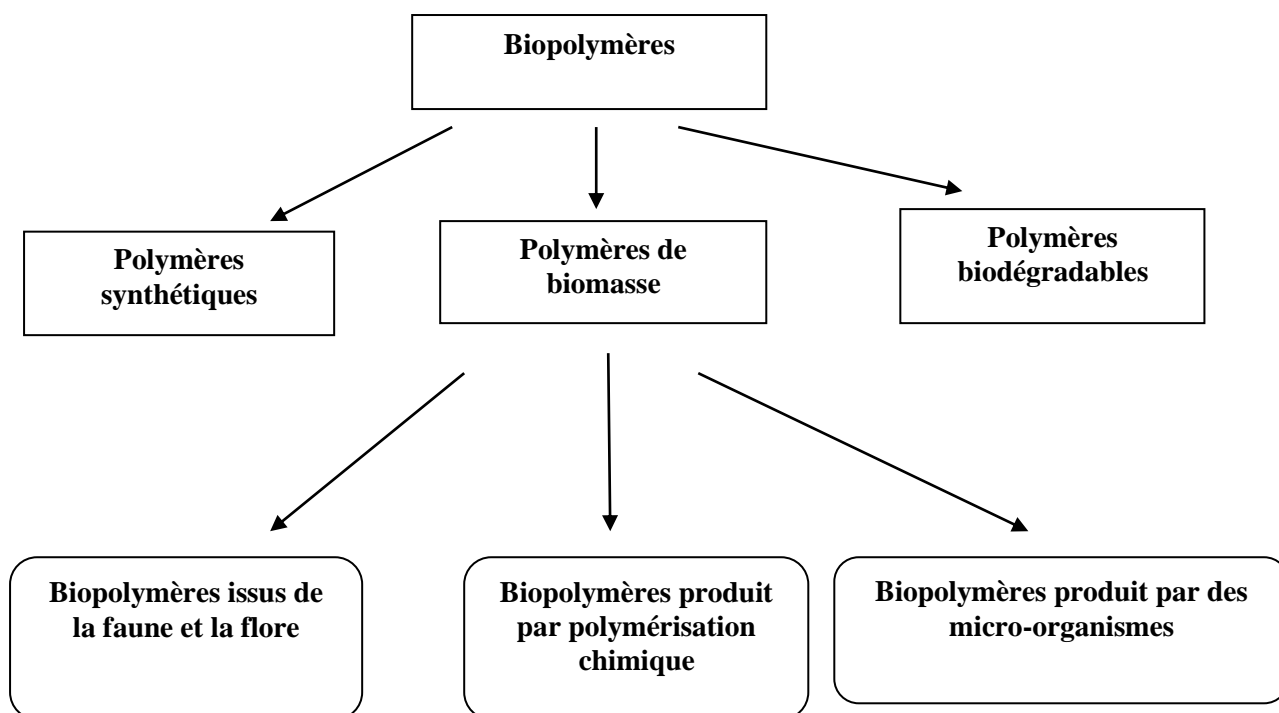 Biopolymères
Polymères
synthétiques
Polymères de
biomasse
Polymères
biodégradables
Biopolymères issus de
la faune et la flore
Biopolymères produit
par polymérisation
chimique
Biopolymères produit par des
micro-organismes